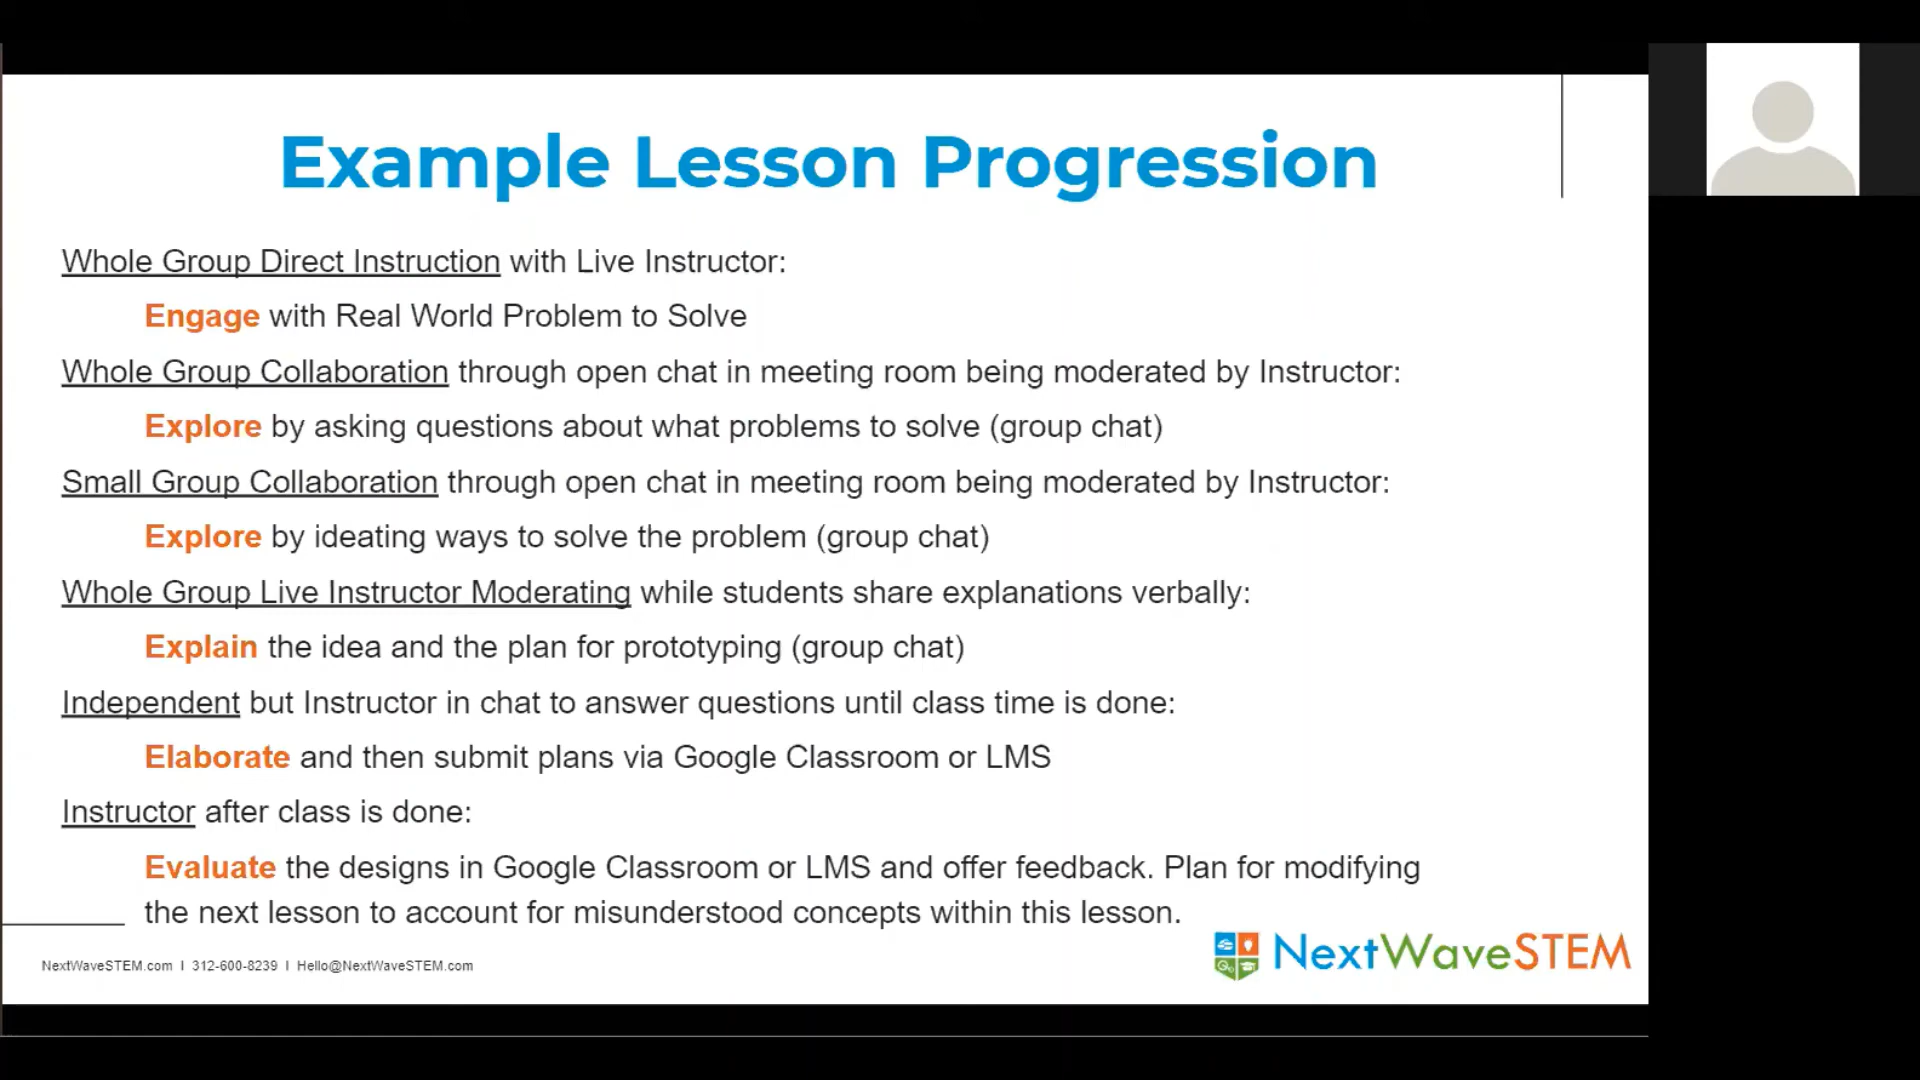 Example Lesson Progression
Whole Group Direct Instruction with Live Instructor:
Engage with Real World Problem to Solve
Whole Group Collaboration through open chat in meeting room being moderated by Instructor:
Explore by asking questions about what problems to solve (group chat)
Small Group Collaboration through open chat in meeting room being moderated by Instructor:
Explore by ideating ways to solve the problem (group chat)
Whole Group Live Instructor Moderating while students share explanations verbally:
Explain the idea and the plan for prototyping (group chat)
Independent but Instructor in chat to answer questions until class time is done:
Elaborate and then submit plans via Google Classroom or LMS
Instructor after class is done:
Evaluate the designs in Google Classroom or LMS and offer feedback. Plan for modifying
the next lesson to account for misunderstood concepts within this lesson.
NextWaveSTEM.com I 312-600-8239 I Hello@NextWaveSTEM.com
NextWaveSTEM